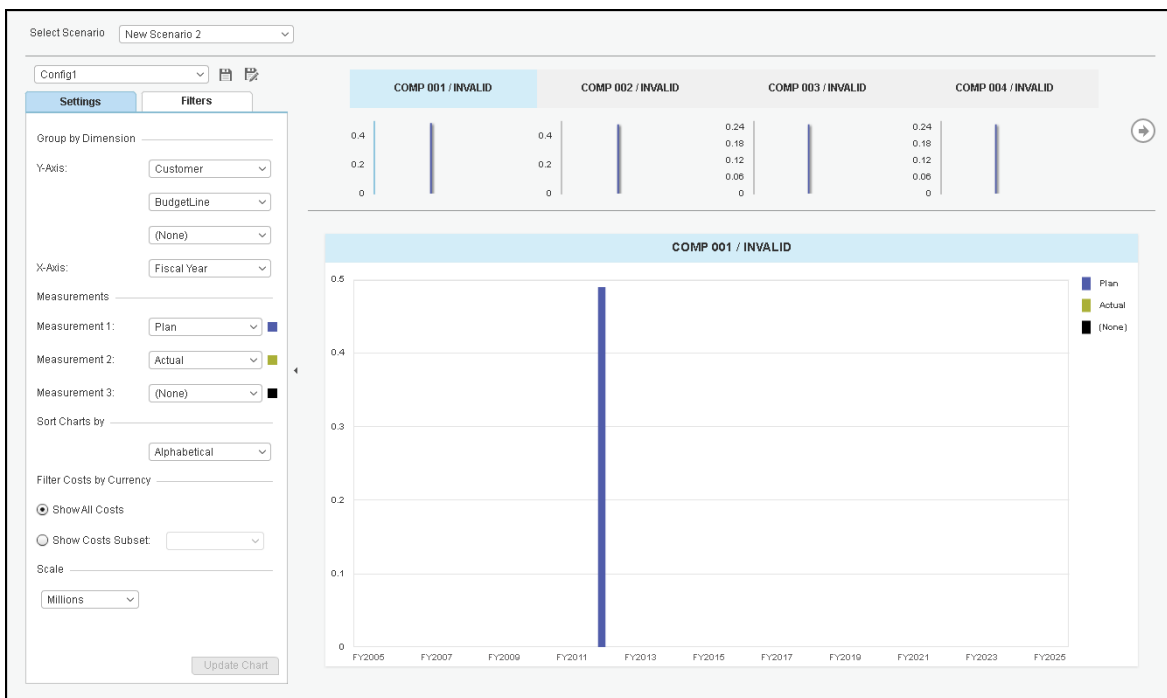 Select Scenario New Scenario 2
Config1
Settings Filters
Group by Dimension
Y-Axis: Customer
BudgetLine
(None)
X-Axis: Fiscal Year
Measurements
Measurement 1: Plan
Measurement 2: Actual
Measurement 3: (None)
Sort Charts by
Alphabetical
Filter Costs by Currency
Show All Costs
Show Costs Subset:
Scale
Millions
Update Chart
COMP 001 / INVALID COMP 002 / INVALID COMP 003 / INVALID COMP 004 / INVALID
0.4
0.2
0
0.4
0.2
0
0.24
0.18
0.12
0.06
0
0.24
0.18
0.12
0.06
0
COMP 001 / INVALID
0.5
0.4
0.3
0.2
0.1
0
FY2005 FY2007 FY2009 FY2011 FY2013 FY2015 FY2017 FY2019 FY2021 FY2023 FY2025
Plan
Actual
(None)